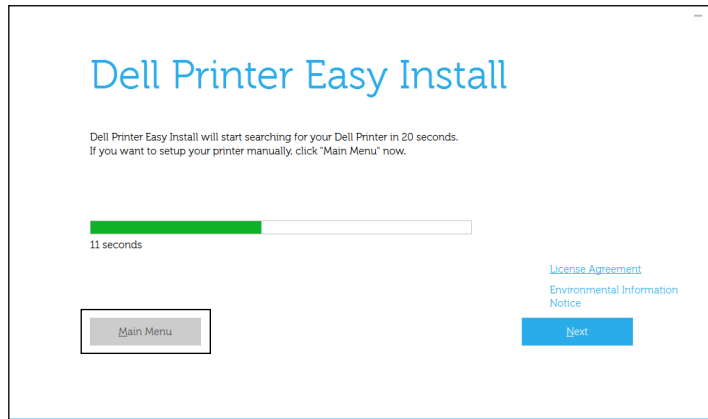 Dell Printer Easy Install
Dell Printer Easy Install will start searching for your Dell Printer in 20 seconds.
If you want to setup your printer manually, click "Main Menu" now.
11 seconds
License Agreement
Environmental Information
Notice
Main Menu
Next